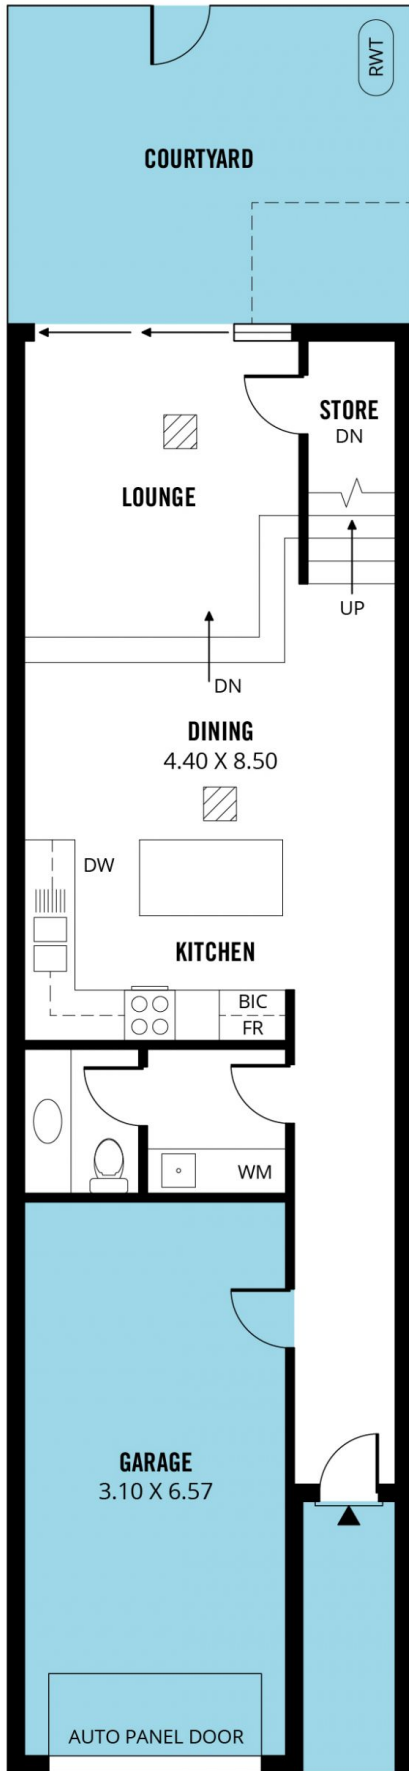 RWT
COURTYARD
STORE
DN
LOUNGE
UP
DN
DINING
4.40 X 8.50
DW
KITCHEN
BIC
FR
WM
GARAGE
3.10 X 6.57
AUTO PANEL DOOR